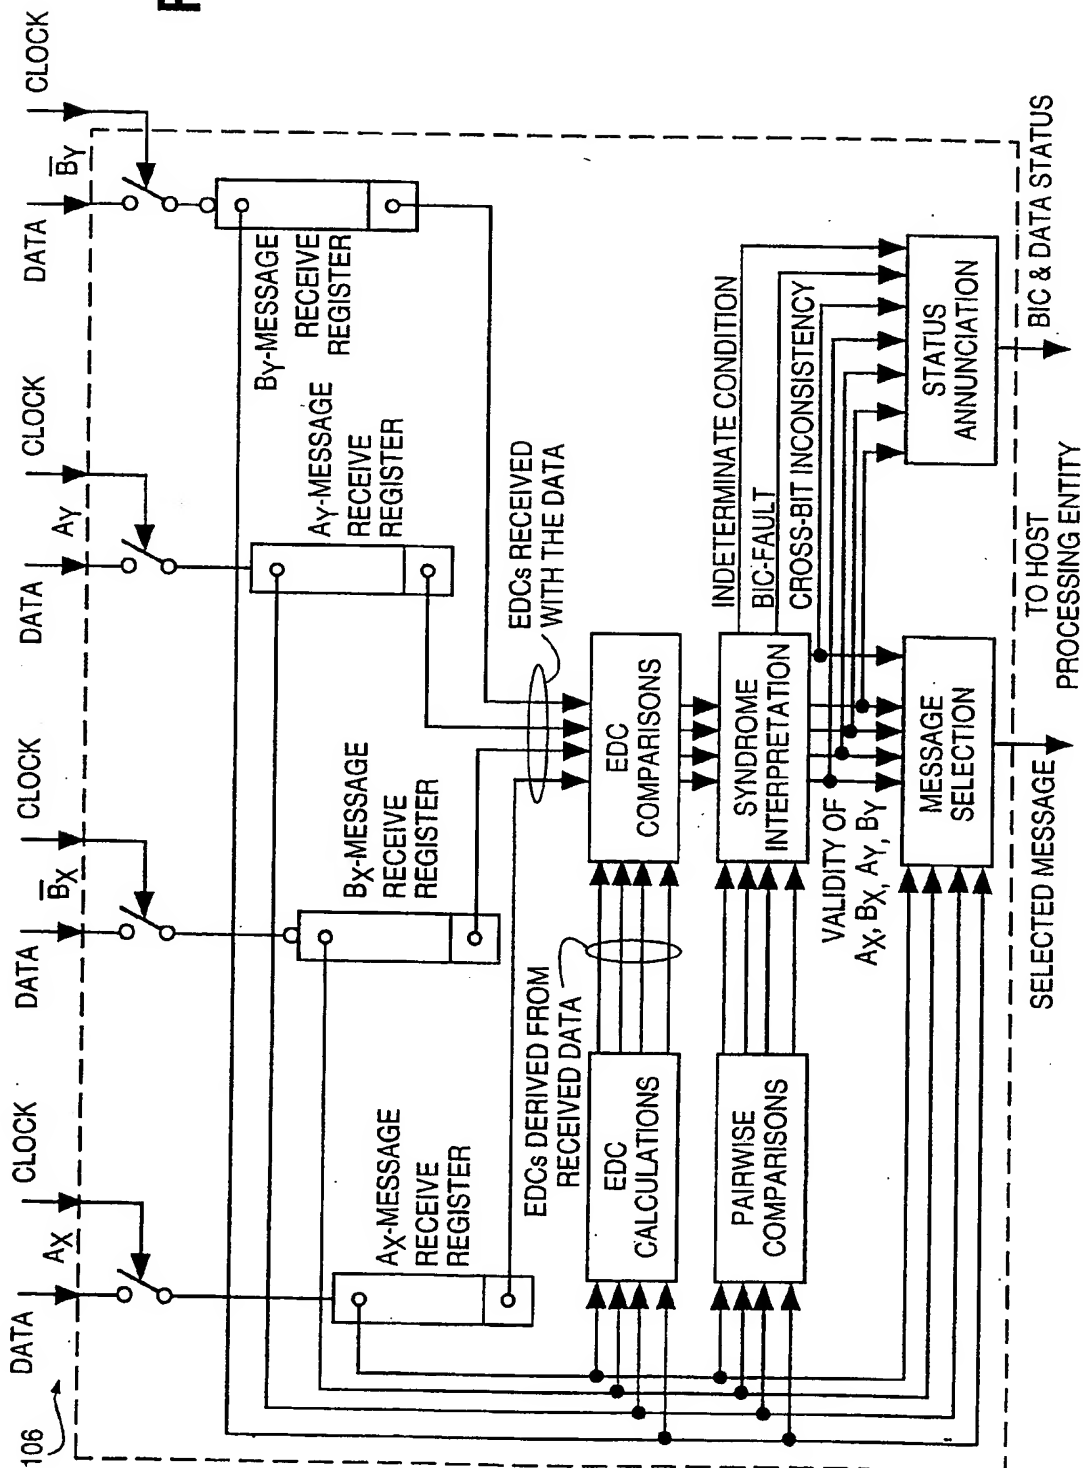 F
CLOCK
CLOCK
CLOCK
CLOCK
DATA
AX
DATA
B̅X
DATA
AY
DATA
B̅Y
106
BY-MESSAGE
RECEIVE
REGISTER
AY-MESSAGE
RECEIVE
REGISTER
BX-MESSAGE
RECEIVE
REGISTER
AX-MESSAGE
RECEIVE
REGISTER
EDCs RECEIVED
WITH THE DATA
EDCs DERIVED FROM
RECEIVED DATA
EDC
CALCULATIONS
EDC
COMPARISONS
PAIRWISE
COMPARISONS
SYNDROME
INTERPRETATION
INDETERMINATE CONDITION
BIC-FAULT
CROSS-BIT INCONSISTENCY
VALIDITY OF
AX, BX, AY, BY
MESSAGE
SELECTION
STATUS
ANNUNCIATION
SELECTED MESSAGE
TO HOST
PROCESSING ENTITY
BIC & DATA STATUS